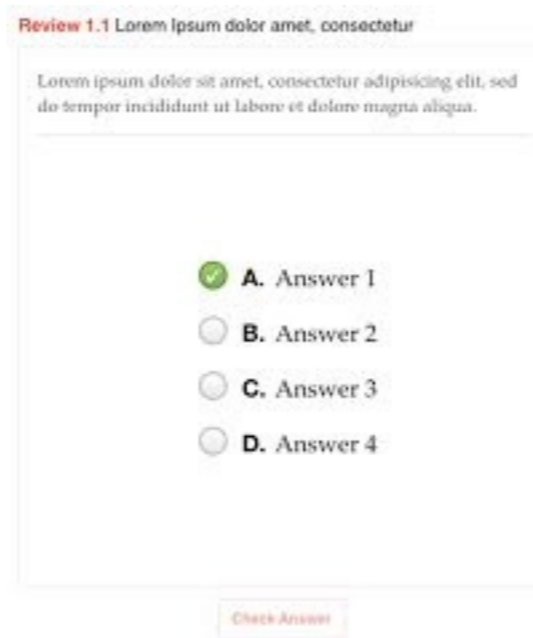 Review 1.1 Lorem Ipsum dolor amet, consectetur
Lorem ipsum dolor sit amet, consectetur adipisicing elit, sed
do tempor incididunt ut labore et dolore magna aliqua.
A. Answer 1
B. Answer 2
C. Answer 3
D. Answer 4
Check Answer